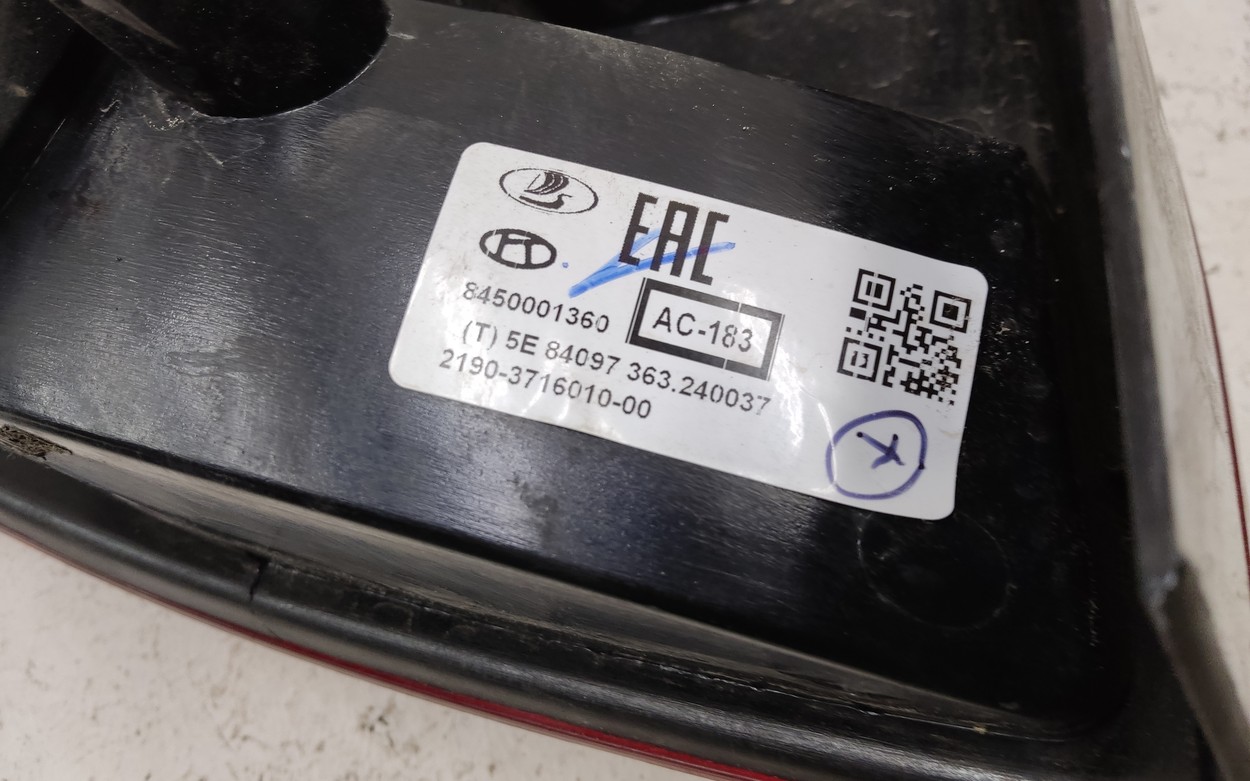 EAC
8450001360
AC-183
(T) 5E 84097 363.240037
2190-3716010-00